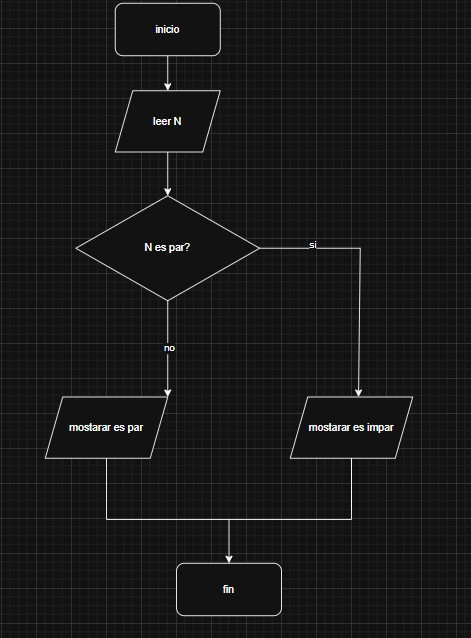 inicio
leer N
N es par?
si
no
mostarar es par
mostarar es impar
fin